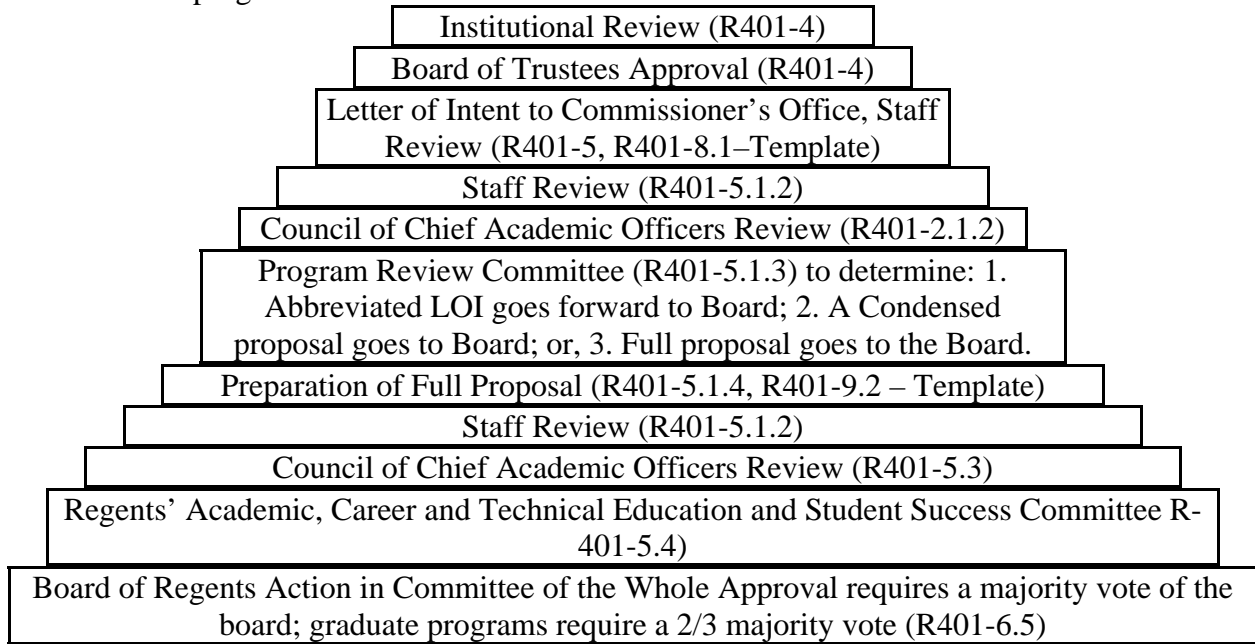 Institutional Review (R401-4)
Board of Trustees Approval (R401-4)
Letter of Intent to Commissioner’s Office, Staff
Review (R401-5, R401-8.1–Template)
Staff Review (R401-5.1.2)
Council of Chief Academic Officers Review (R401-2.1.2)
Program Review Committee (R401-5.1.3) to determine: 1.
Abbreviated LOI goes forward to Board; 2. A Condensed
proposal goes to Board; or, 3. Full proposal goes to the Board.
Preparation of Full Proposal (R401-5.1.4, R401-9.2 – Template)
Staff Review (R401-5.1.2)
Council of Chief Academic Officers Review (R401-5.3)
Regents’ Academic, Career and Technical Education and Student Success Committee R-
401-5.4)
Board of Regents Action in Committee of the Whole Approval requires a majority vote of the
board; graduate programs require a 2/3 majority vote (R401-6.5)